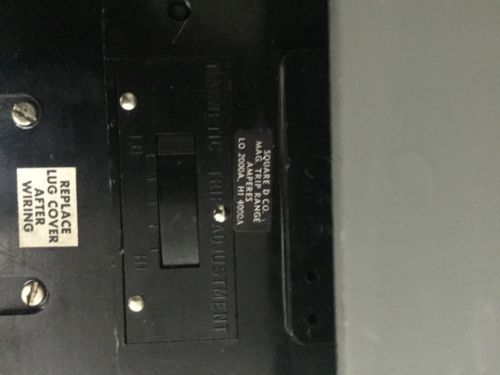 REPLACE
LUG COVER
AFTER
WIRING
LO
HI
MAGNETIC TRIP ADJUSTMENT
SQUARE D CO.
MAG. TRIP RANGE
AMPERES
LO 2000A, HI 4000A